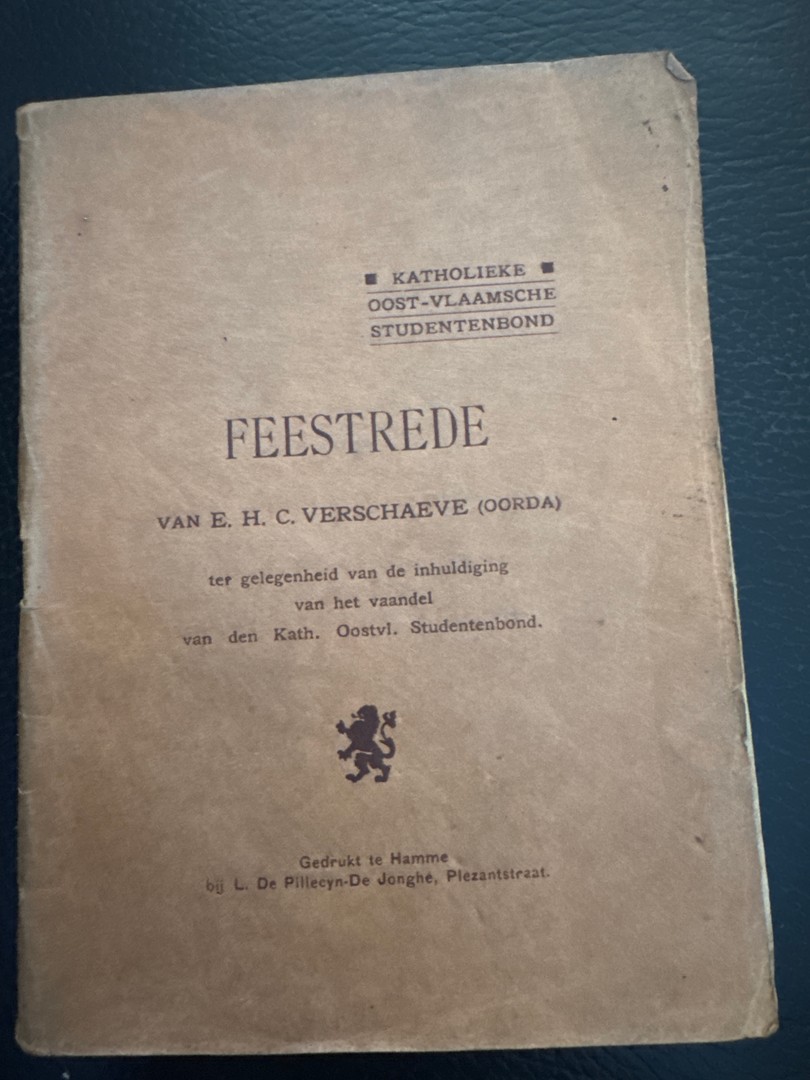 KATHOLIEKE
OOST-VLAAMSCHE
STUDENTENBOND
FEESTREDE
VAN E. H. C. VERSCHAEVE (OORDA)
ter gelegenheid van de inhuldiging
van het vaandel
van den Kath. Oostvl. Studentenbond.
Gedrukt te Hamme
bij L. De Pillecyn-De Jonghe, Plezantstraat.